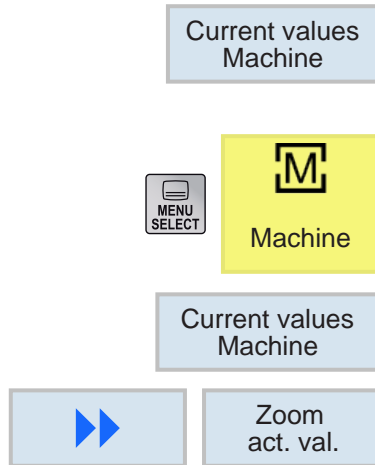 Current values
Machine
M
MENU
SELECT
Machine
Current values
Machine
Zoom
act. val.